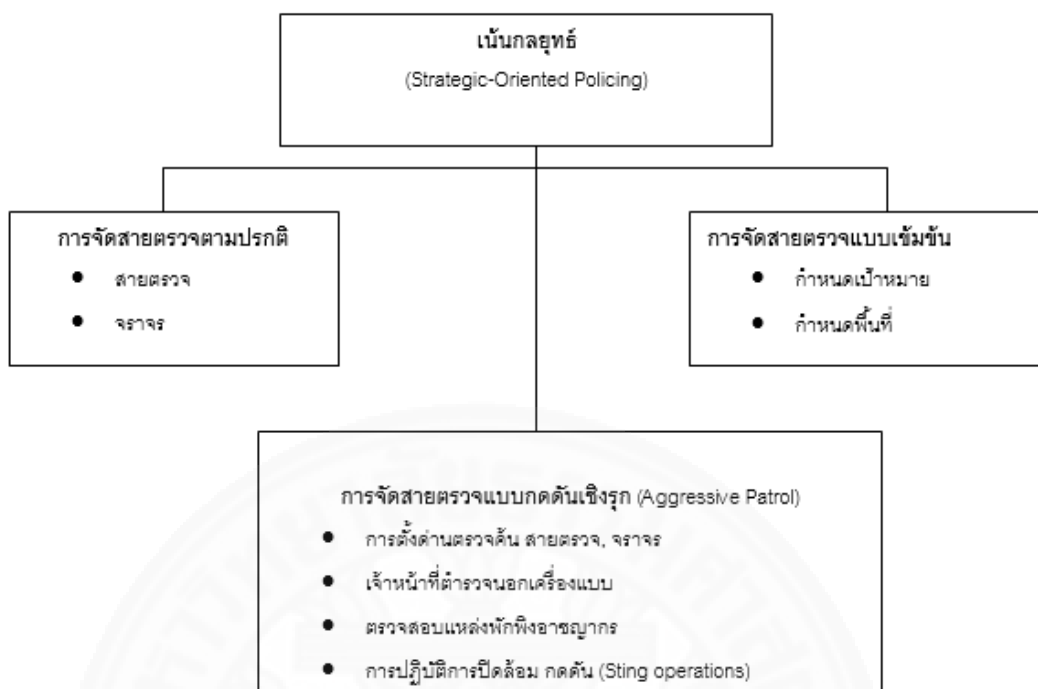 เน้นกลยุทธ์
(Strategic-Oriented Policing)
การจัดสายตรวจตามปรกติ
● สายตรวจ
● จราจร
การจัดสายตรวจแบบเข้มข้น
● กำหนดเป้าหมาย
● กำหนดพื้นที่
การจัดสายตรวจแบบกดดันเชิงรุก (Aggressive Patrol)
● การตั้งด่านตรวจค้น สายตรวจ, จราจร
● เจ้าหน้าที่ตำรวจนอกเครื่องแบบ
● ตรวจสอบแหล่งพักพิงอาชญากร
● การปฏิบัติการปิดล้อม กดดัน (Sting operations)